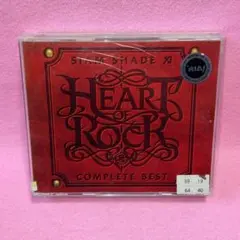 SIAM SHADE XI
HEART
OF
ROCK
COMPLETE BEST